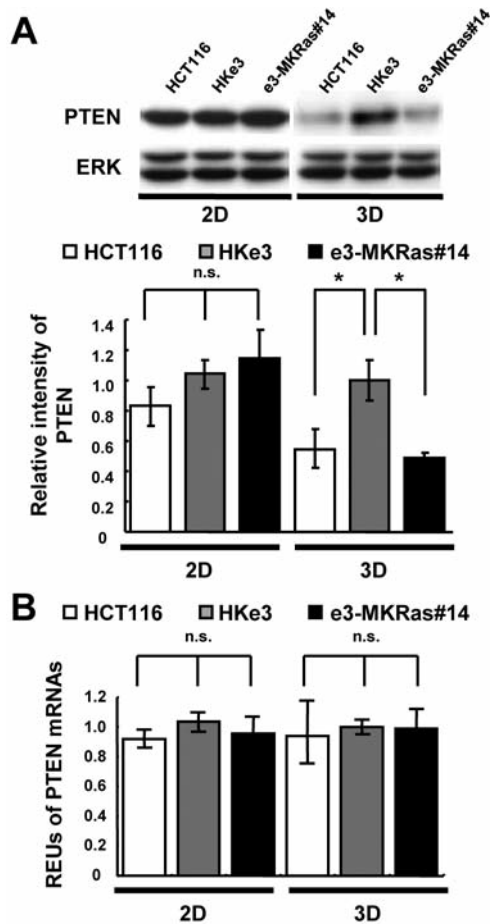 A
HCT116 HKe3 e3-MKRas#14 HCT116 HKe3 e3-MKRas#14
PTEN
ERK
2D 3D
HCT116 HKe3 e3-MKRas#14
n.s. * *
Relative intensity of
PTEN
1.4
1.2
1.0
0.8
0.6
0.4
0.2
0
2D 3D
B
HCT116 HKe3 e3-MKRas#14
n.s. n.s.
REUs of PTEN mRNAs
1.2
1.0
0.8
0.6
0.4
0.2
0
2D 3D